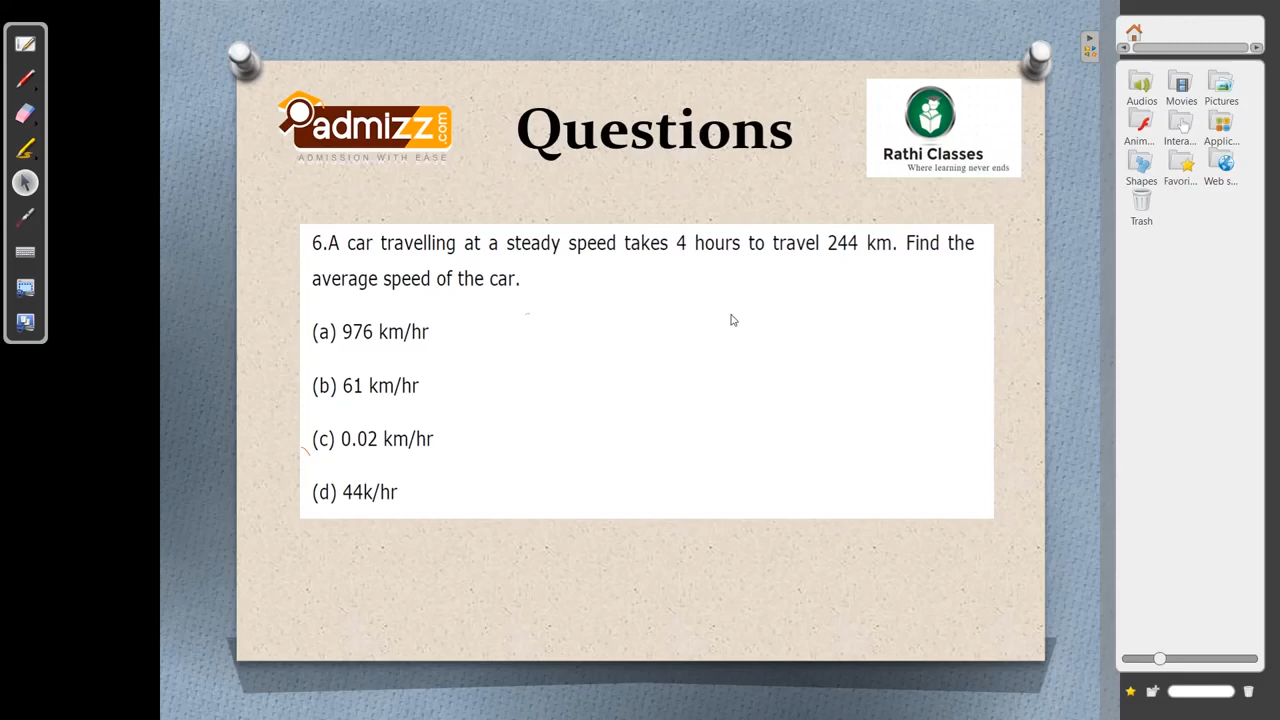 admizz.com
ADMISSION WITH EASE
Questions
Rathi Classes
Where learning never ends
6.A car travelling at a steady speed takes 4 hours to travel 244 km. Find the
average speed of the car.
(a) 976 km/hr
(b) 61 km/hr
(c) 0.02 km/hr
(d) 44k/hr
Audios Movies Pictures
Anim... Intera... Applic...
Shapes Favori... Web s...
Trash